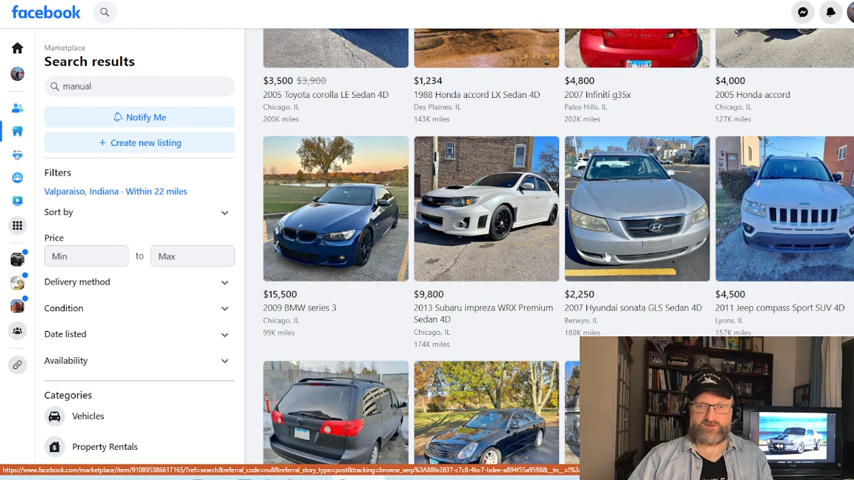 facebook
Marketplace
Search results
manual
Notify Me
+ Create new listing
Filters
Valparaiso, Indiana · Within 22 miles
Sort by
Price
Min to Max
Delivery method
Condition
Date listed
Availability
Categories
Vehicles
Property Rentals
$3,500 $3,900
2005 Toyota corolla LE Sedan 4D
Chicago, IL
200K miles
$1,234
1988 Honda accord LX Sedan 4D
Des Plaines, IL
143K miles
$4,800
2007 Infiniti g35x
Palos Hills, IL
202K miles
$4,000
2005 Honda accord
Chicago, IL
127K miles
$15,500
2009 BMW series 3
Chicago, IL
99K miles
$9,800
2013 Subaru impreza WRX Premium
Sedan 4D
Chicago, IL
174K miles
$2,250
2007 Hyundai sonata GLS Sedan 4D
Berwyn, IL
180K miles
$4,500
2011 Jeep compass Sport SUV 4D
Lyons, IL
157K miles